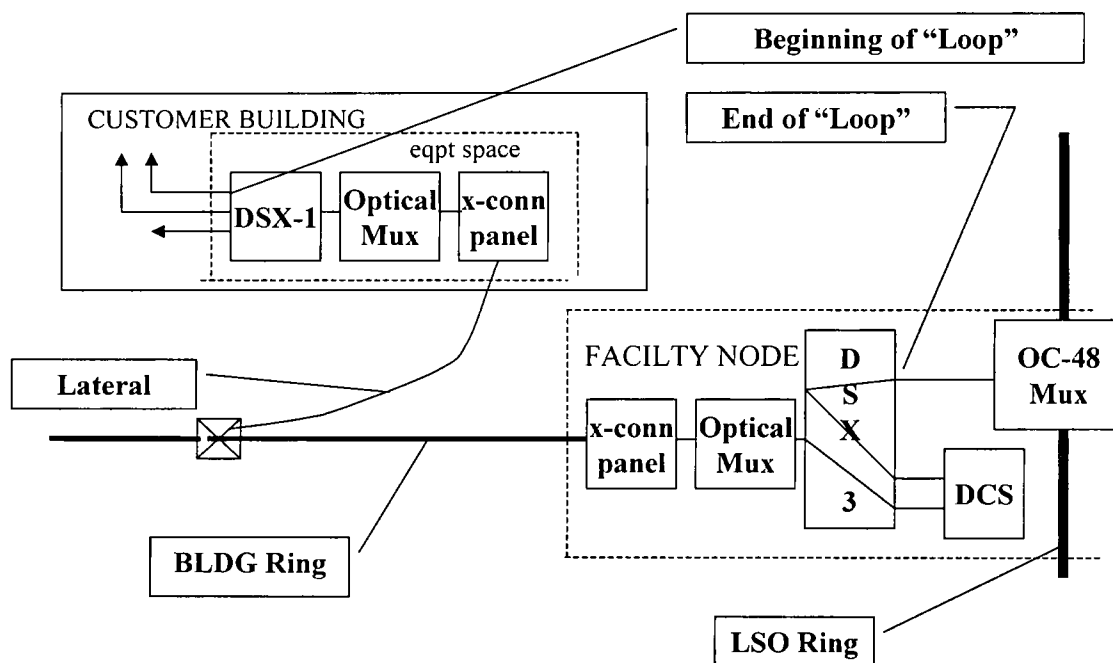 Beginning of “Loop”
CUSTOMER BUILDING
End of “Loop”
eqpt space
DSX-1
Optical
Mux
x-conn
panel
Lateral
FACILTY NODE
D
S
X
3
OC-48
Mux
x-conn
panel
Optical
Mux
DCS
BLDG Ring
LSO Ring